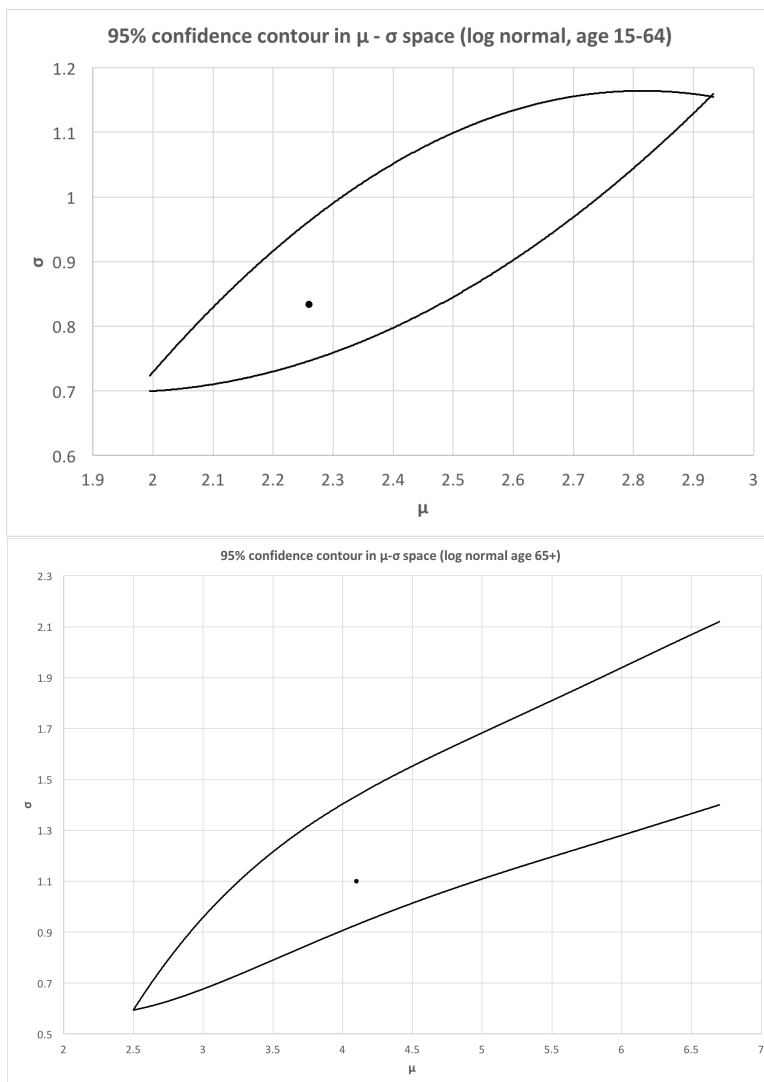 95% confidence contour in μ - σ space (log normal, age 15-64)
1.2
1.1
1
σ
0.9
0.8
0.7
0.6
1.9 2 2.1 2.2 2.3 2.4 2.5 2.6 2.7 2.8 2.9 3
μ
95% confidence contour in μ-σ space (log normal age 65+)
2.3
2.1
1.9
1.7
1.5
σ
1.3
1.1
0.9
0.7
0.5
2 2.5 3 3.5 4 4.5 5 5.5 6 6.5 7
μ